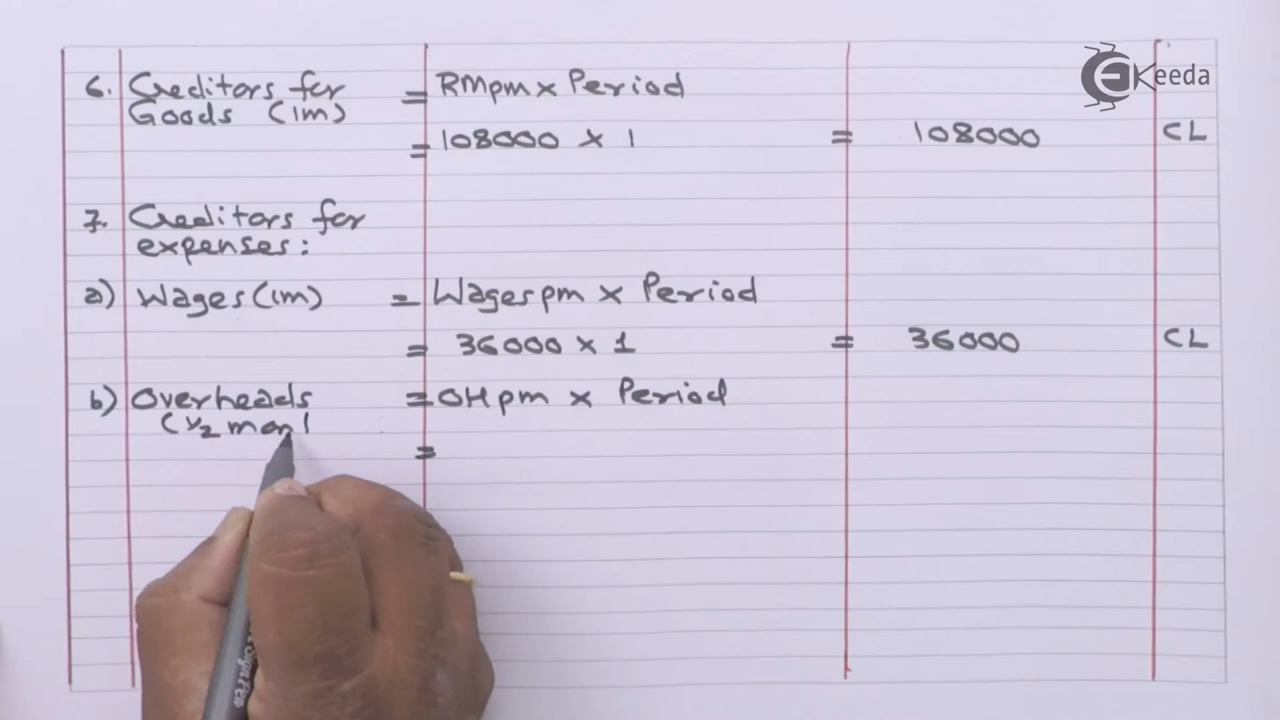 Keeda
6. Creditors for = RMpm x Period
Goods (1m)
= 108000 x 1 = 108000 CL
7. Creditors for
expenses:
a) Wages (1m) = Wages pm x Period
= 36000 x 1 = 36000 CL
b) Overheads = OH pm x Period
(1/2 mon)
=